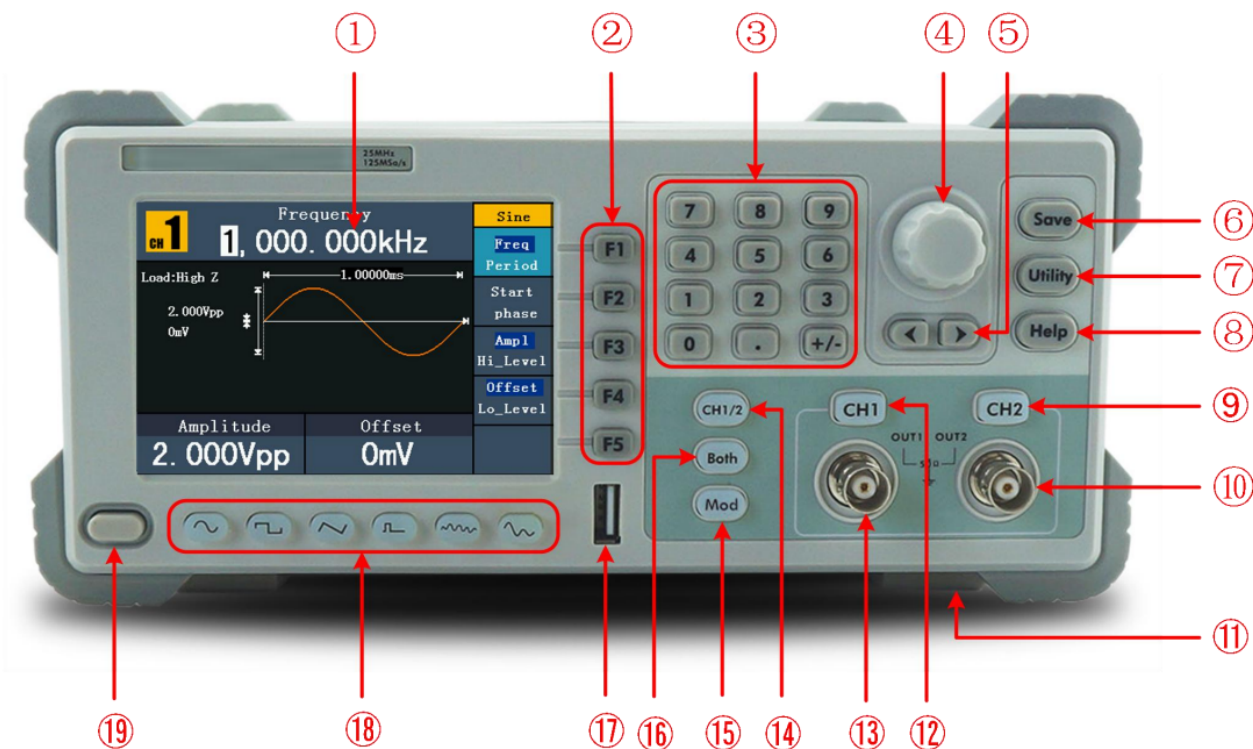 ① ② ③ ④ ⑤
25MHz
125MSa/s
CH 1
Frequency
1, 000. 000kHz
Load:High Z
1.00000ms
2.000Vpp
0mV
Amplitude
2. 000Vpp
Offset
0mV
Sine
Freq
Period
Start
phase
Ampl
Hi_Level
Offset
Lo_Level
F1
F2
F3
F4
F5
7 8 9
4 5 6
1 2 3
0 . +/-
Save ⑥
Utility ⑦
Help ⑧
CH1/2 CH1 CH2 ⑨
OUT1 OUT2
50Ω
Both
Mod
⑩
⑪
⑲ ⑱ ⑰ ⑯ ⑮ ⑭ ⑬ ⑫